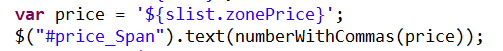 var price = '${slist.zonePrice}';
$("#price_Span").text(numberWithCommas(price));